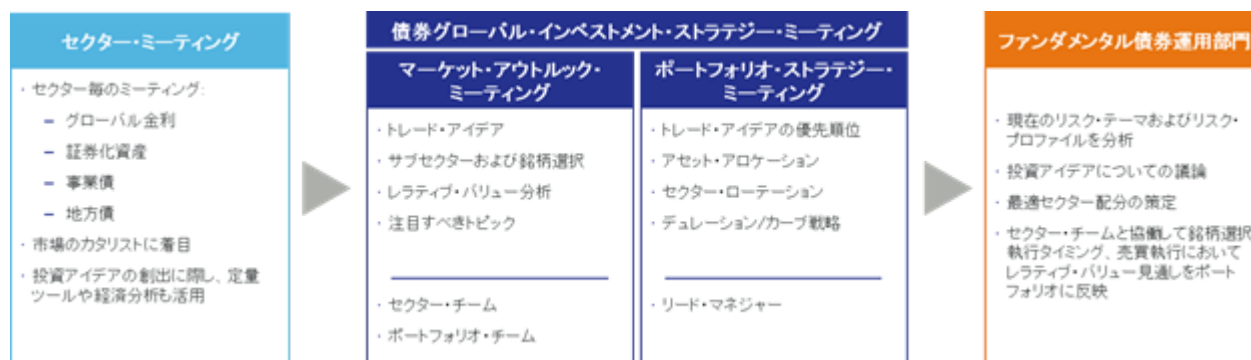 セクター・ミーティング
・セクター毎のミーティング:
– グローバル金利
– 証券化資産
– 事業債
– 地方債
・市場のカタリストに着目
・投資アイデアの創出に際し、定量
ツールや経済分析も活用
債券グローバル・インベストメント・ストラテジー・ミーティング
マーケット・アウトルック・
ミーティング
・トレード・アイデア
・サブセクターおよび銘柄選択
・レラティブ・バリュー分析
・注目すべきトピック
・セクター・チーム
・ポートフォリオ・チーム
ポートフォリオ・ストラテジー・
ミーティング
・トレード・アイデアの優先順位
・アセット・アロケーション
・セクター・ローテーション
・デュレーション/カーブ戦略
・リード・マネジャー
ファンダメンタル債券運用部門
・現在のリスク・テーマおよびリスク・
プロファイルを分析
・投資アイデアについての議論
・最適セクター配分の策定
・セクター・チームと協働して銘柄選択
執行タイミング、売買執行において
レラティブ・バリュー見通しをポート
フォリオに反映